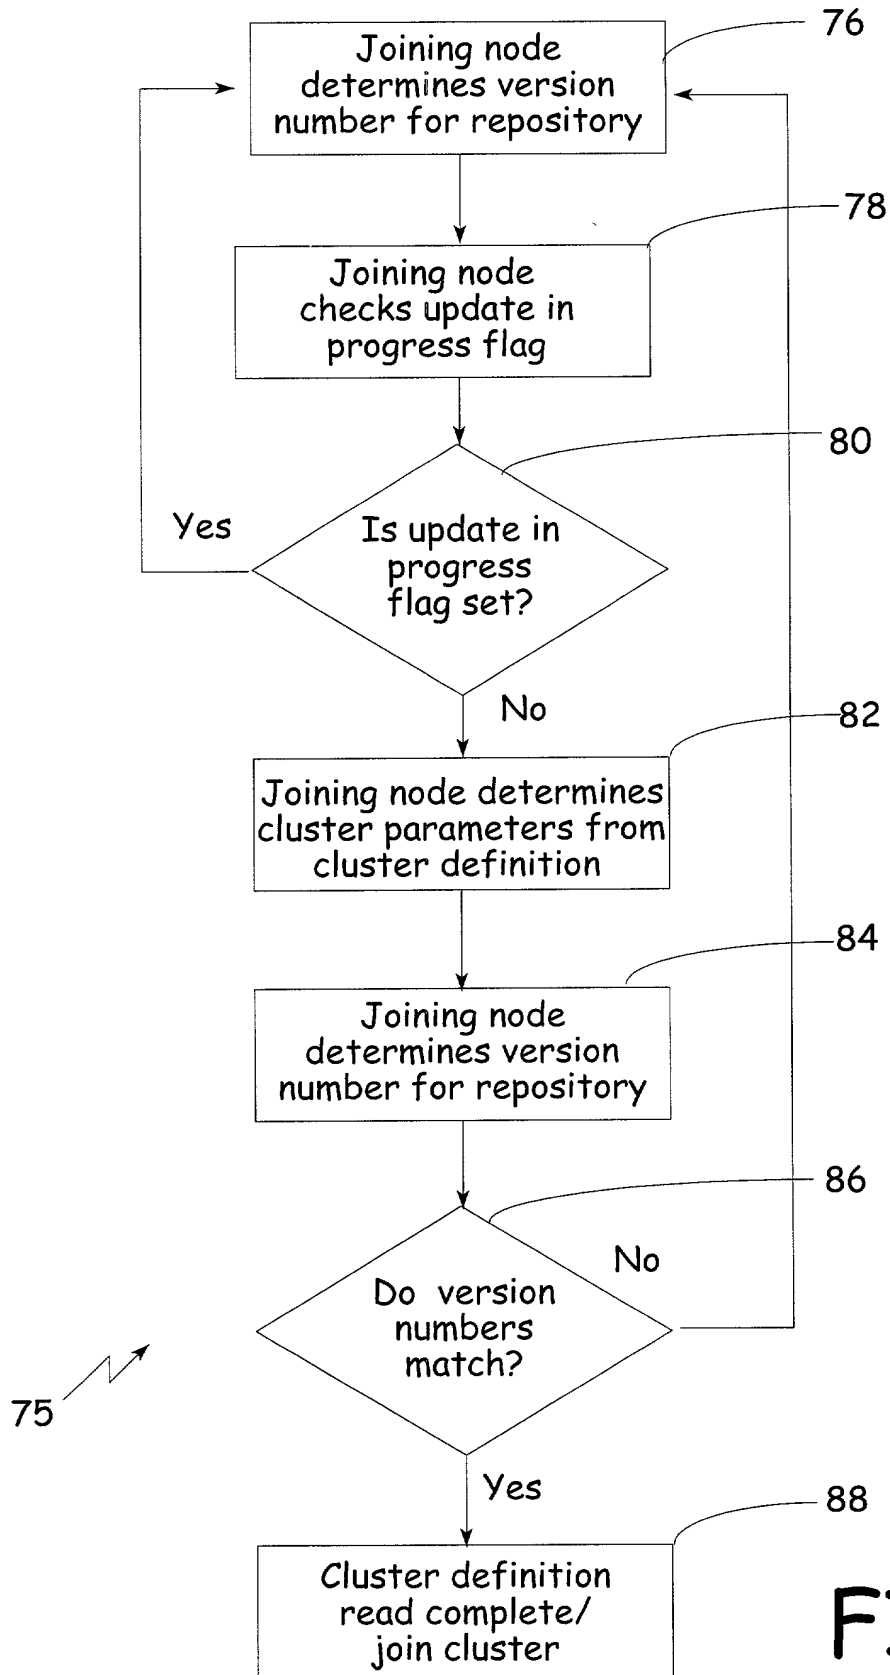 Joining node
determines version
number for repository
76
Joining node
checks update in
progress flag
78
80
Is update in
progress
flag set?
Yes
No
82
Joining node determines
cluster parameters from
cluster definition
84
Joining node
determines version
number for repository
86
Do version
numbers
match?
No
75
Yes
88
Cluster definition
read complete/
join cluster